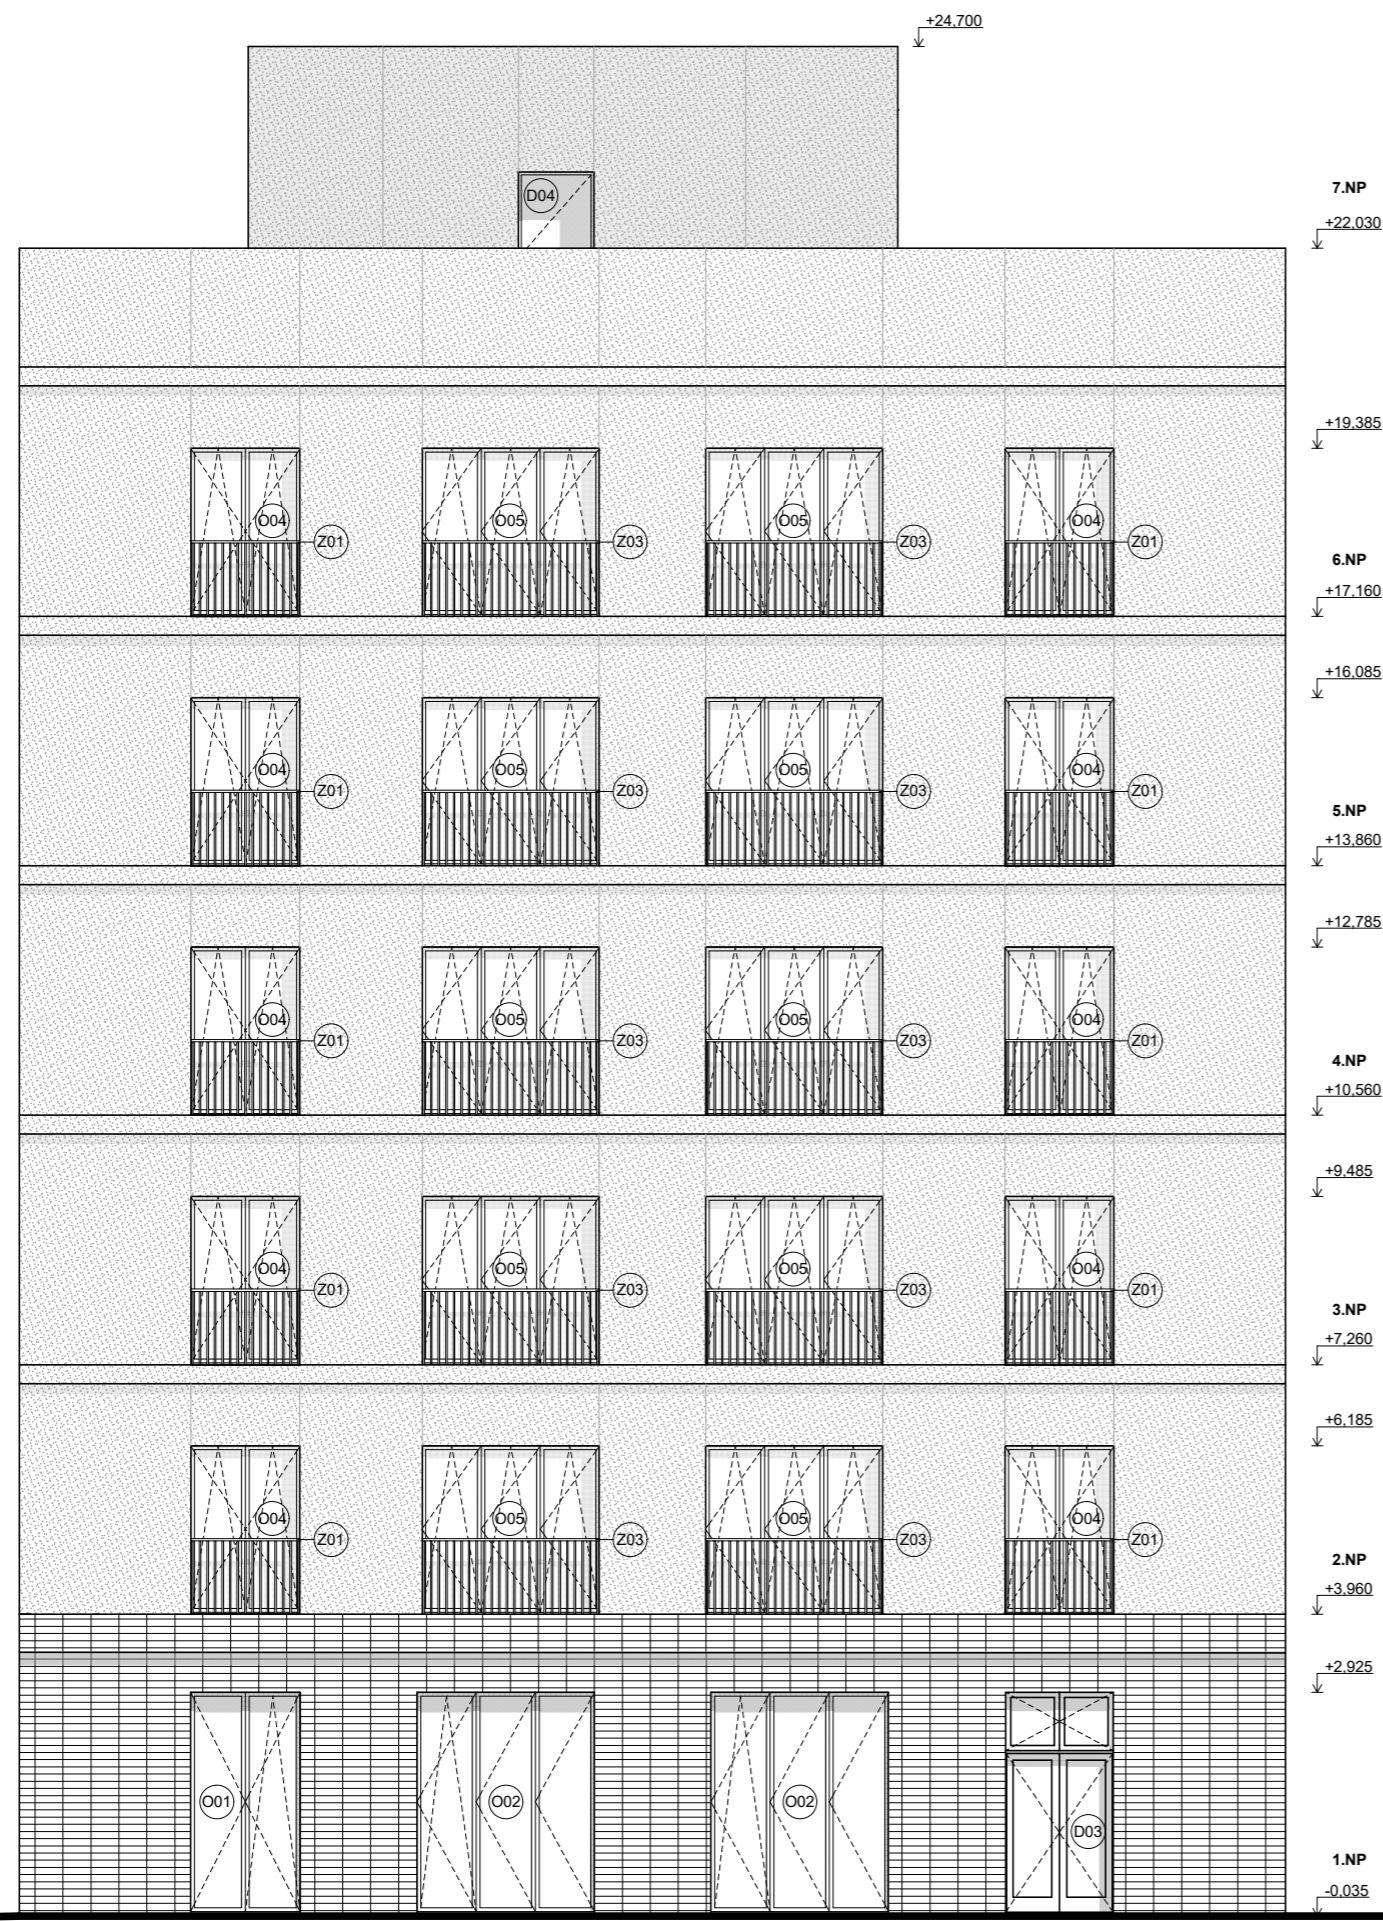 +24,700
7.NP
D04
+22,030
+19,385
O04 O05 O05 O04
Z01 Z03 Z03 Z01
6.NP
+17,160
+16,085
O04 O05 O05 O04
Z01 Z03 Z03 Z01
5.NP
+13,860
+12,785
O04 O05 O05 O04
Z01 Z03 Z03 Z01
4.NP
+10,560
+9,485
O04 O05 O05 O04
Z01 Z03 Z03 Z01
3.NP
+7,260
+6,185
O04 O05 O05 O04
Z01 Z03 Z03 Z01
2.NP
+3,960
+2,925
O01 O02 O02
D03
1.NP
-0,035